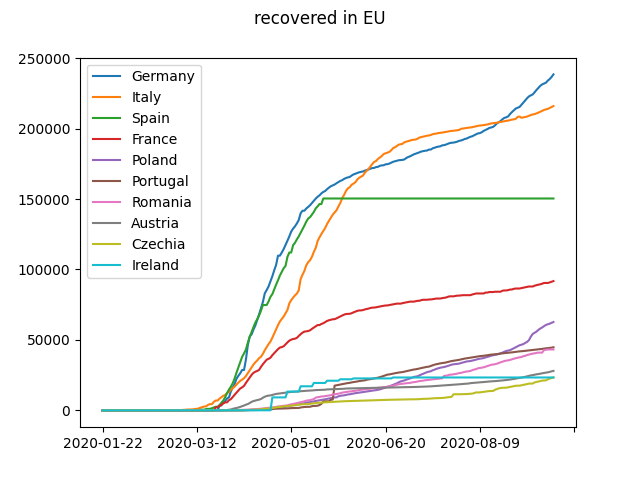 recovered in EU
250000
200000
150000
100000
50000
0
Germany
Italy
Spain
France
Poland
Portugal
Romania
Austria
Czechia
Ireland
2020-01-22 2020-03-12 2020-05-01 2020-06-20 2020-08-09